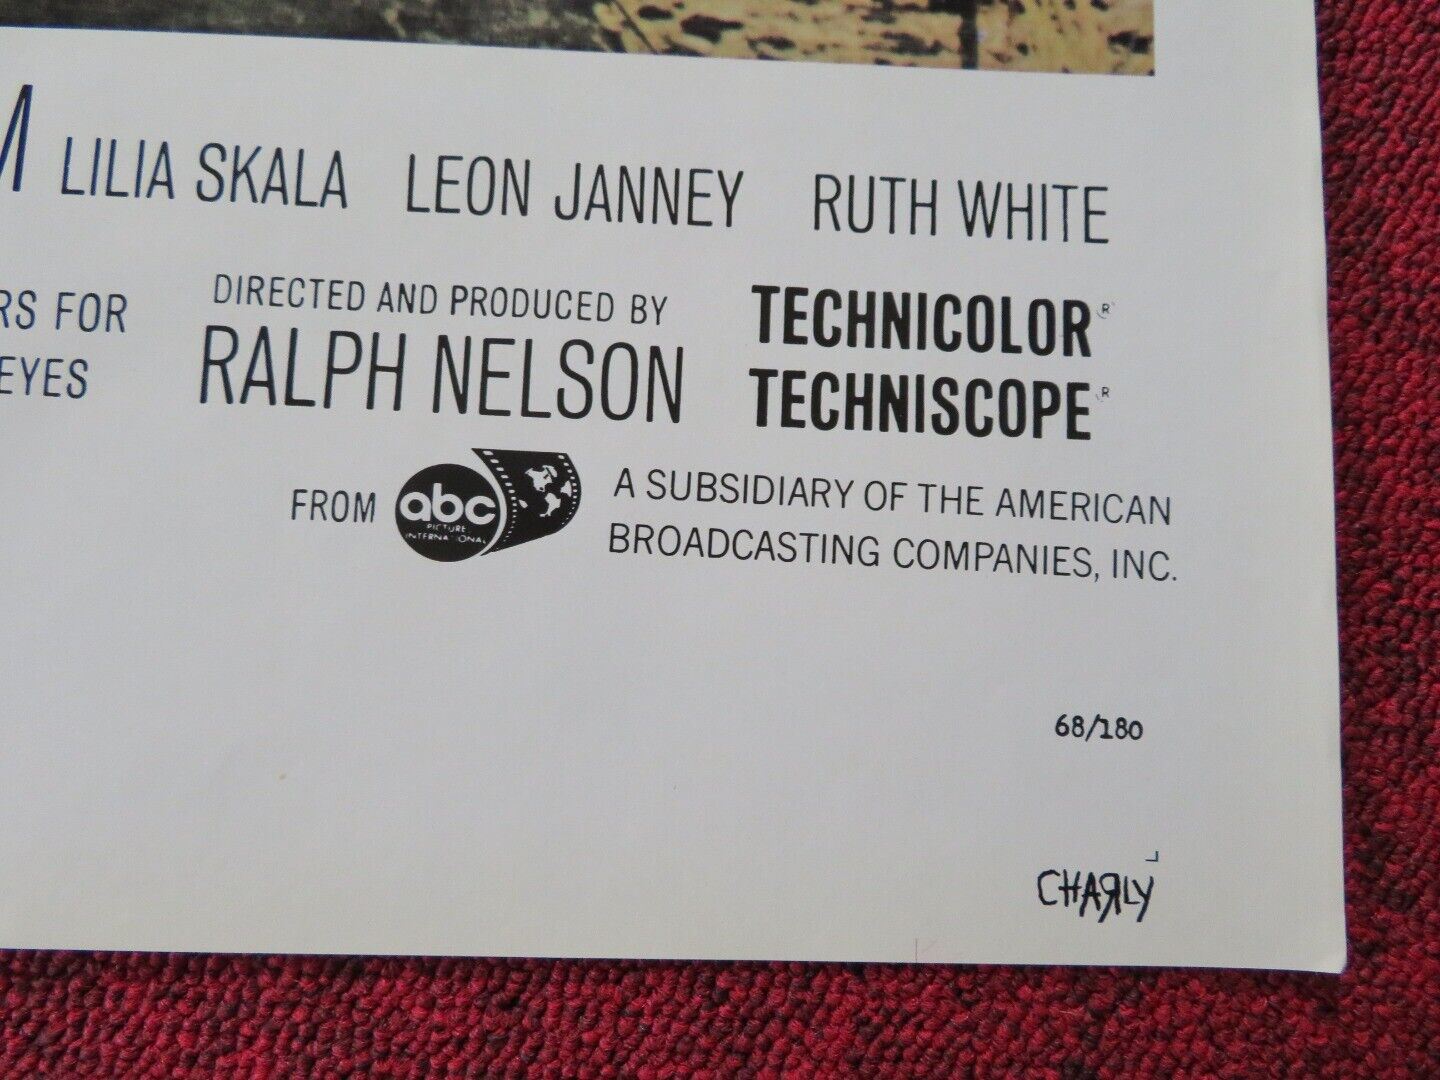 M LILIA SKALA LEON JANNEY RUTH WHITE
RS FOR
EYES
DIRECTED AND PRODUCED BY
RALPH NELSON
TECHNICOLOR®
TECHNISCOPE®
FROM abc
PICTURE
INTERNATIONAL
A SUBSIDIARY OF THE AMERICAN
BROADCASTING COMPANIES, INC.
68/180
CHARLY